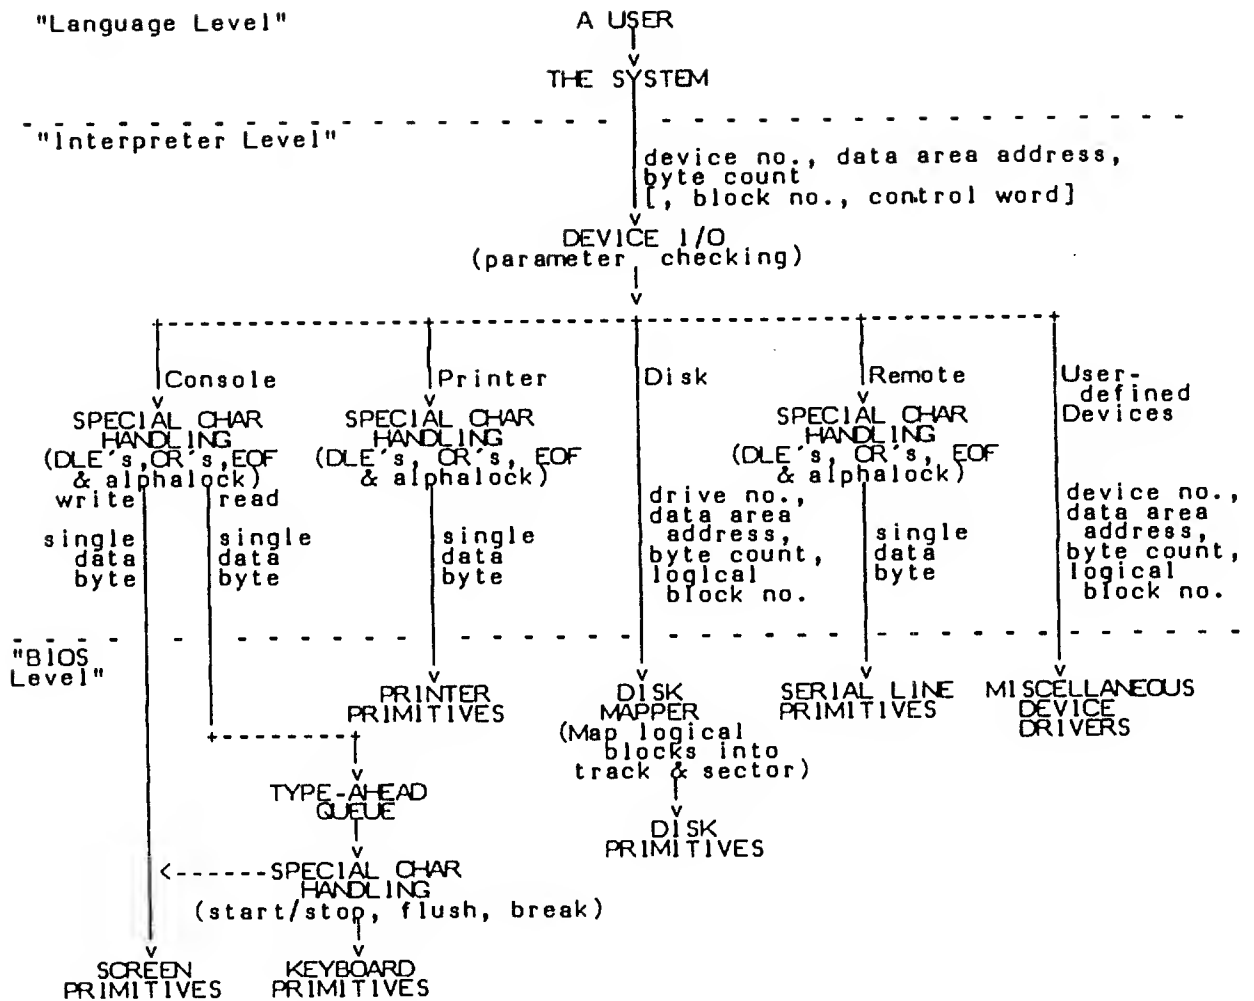 "Language Level"
A USER
THE SYSTEM
"Interpreter Level"
device no., data area address,
byte count
[, block no., control word]
DEVICE I/O
(parameter checking)
Console
Printer
Disk
Remote
User-
defined
Devices
SPECIAL CHAR
HANDLING
(DLE's, CR's, EOF
& alphalock)
SPECIAL CHAR
HANDLING
(DLE's, CR's, EOF
& alphalock)
SPECIAL CHAR
HANDLING
(DLE's, CR's, EOF
& alphalock)
write
read
single
data
byte
single
data
byte
single
data
byte
drive no.,
data area
address,
byte count,
logical
block no.
single
data
byte
device no.,
data area
address,
byte count,
logical
block no.
"BIOS
Level"
PRINTER
PRIMITIVES
DISK
MAPPER
(Map logical
blocks into
track & sector)
SERIAL LINE
PRIMITIVES
MISCELLANEOUS
DEVICE
DRIVERS
TYPE-AHEAD
QUEUE
DISK
PRIMITIVES
SPECIAL CHAR
HANDLING
(start/stop, flush, break)
SCREEN
PRIMITIVES
KEYBOARD
PRIMITIVES